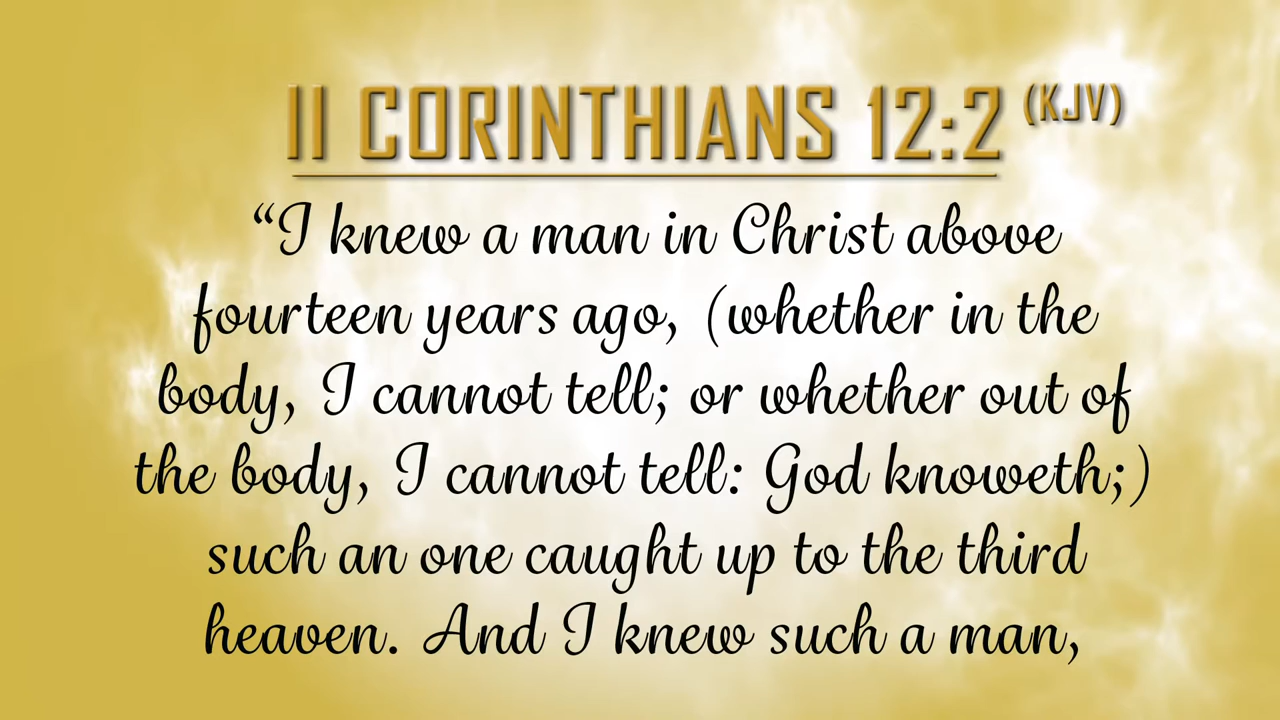 II CORINTHIANS 12:2 (KJV)
“I knew a man in Christ above
fourteen years ago, (whether in the
body, I cannot tell; or whether out of
the body, I cannot tell: God knoweth;)
such an one caught up to the third
heaven. And I knew such a man,